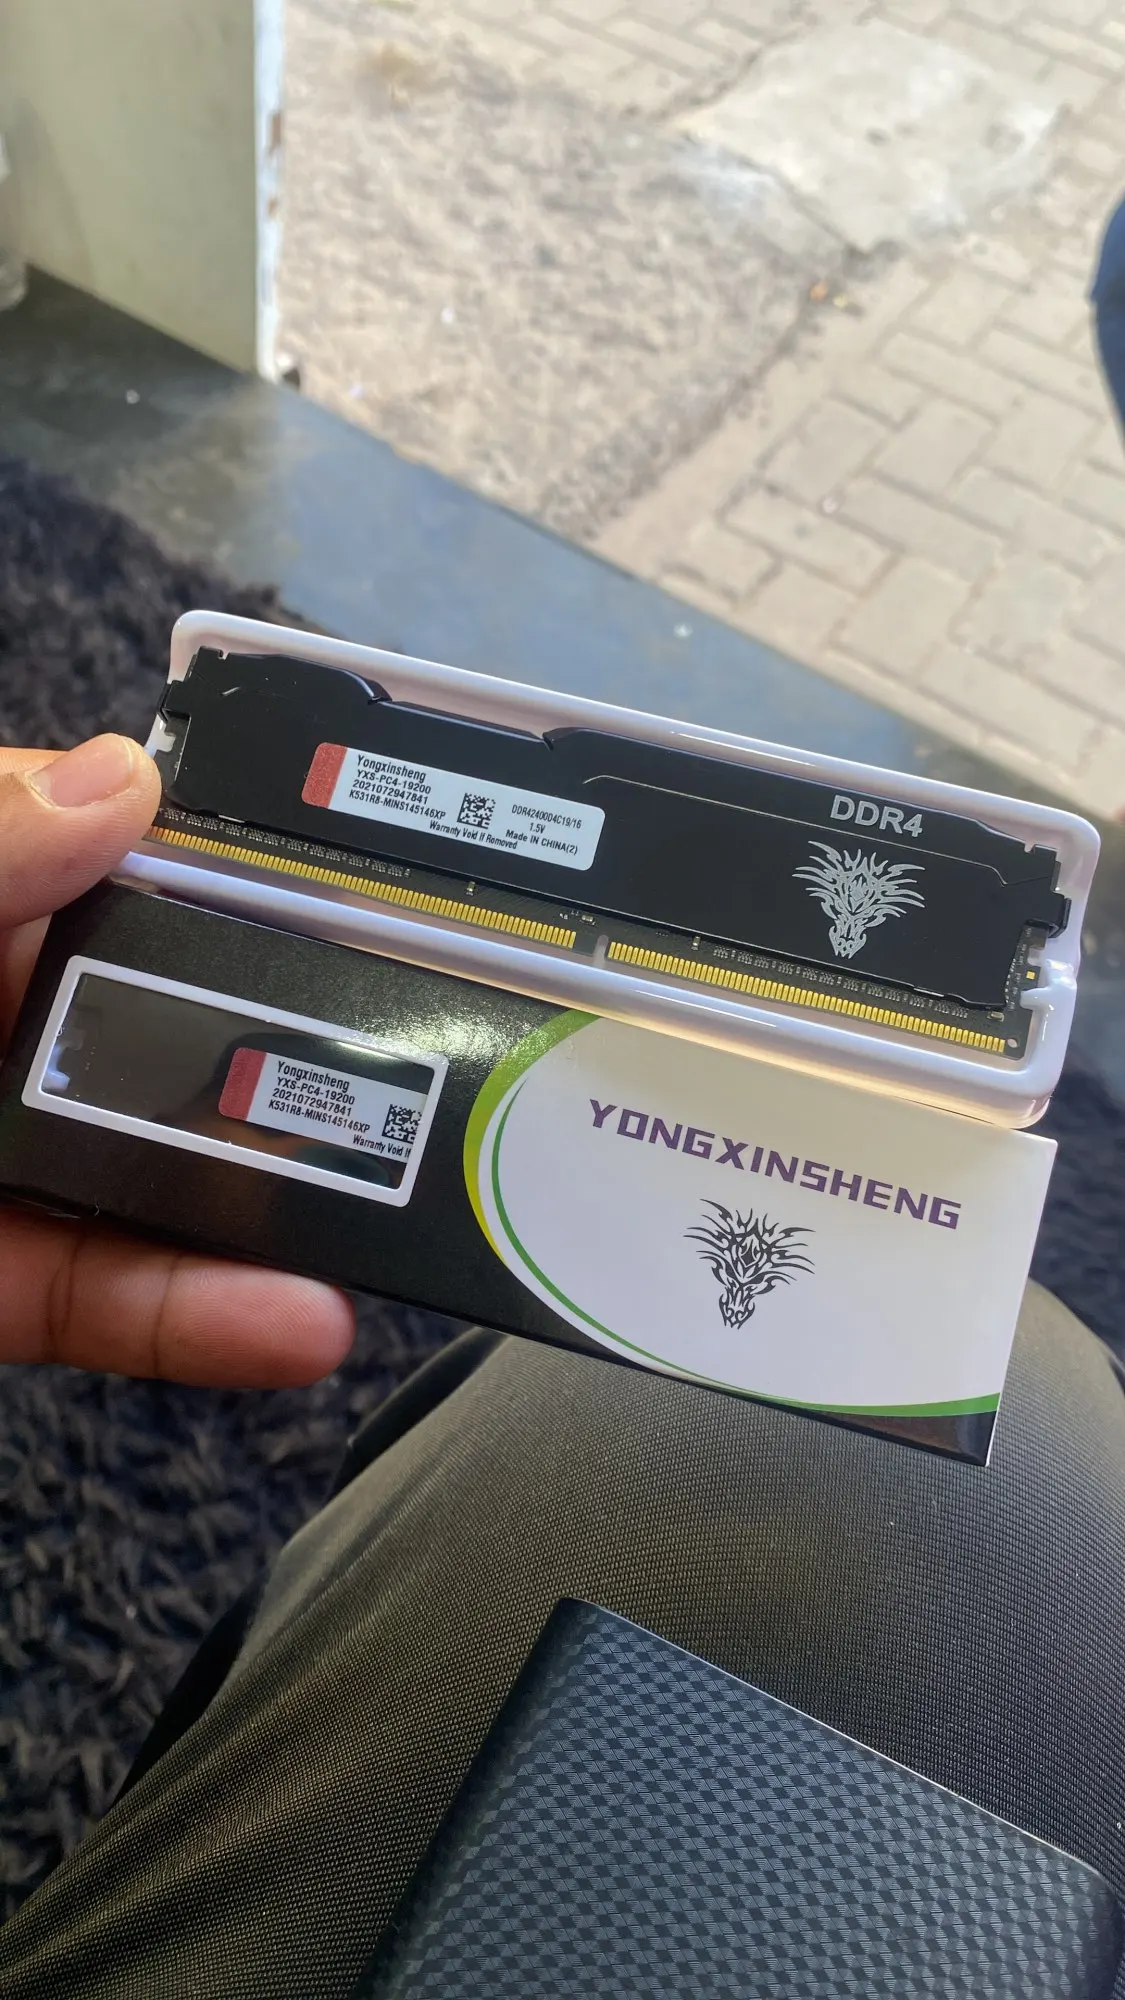 Yongxinsheng
YXS-PC4-19200
2021072947841
K531R8-MINS145146XP
Warranty Void if Removed
DDR42400D4C19/16
1.5V
Made IN CHINA(2)
DDR4
Yongxinsheng
YXS-PC4-19200
2021072947841
K531R8-MINS145146XP
Warranty Void if
YONGXINSHENG